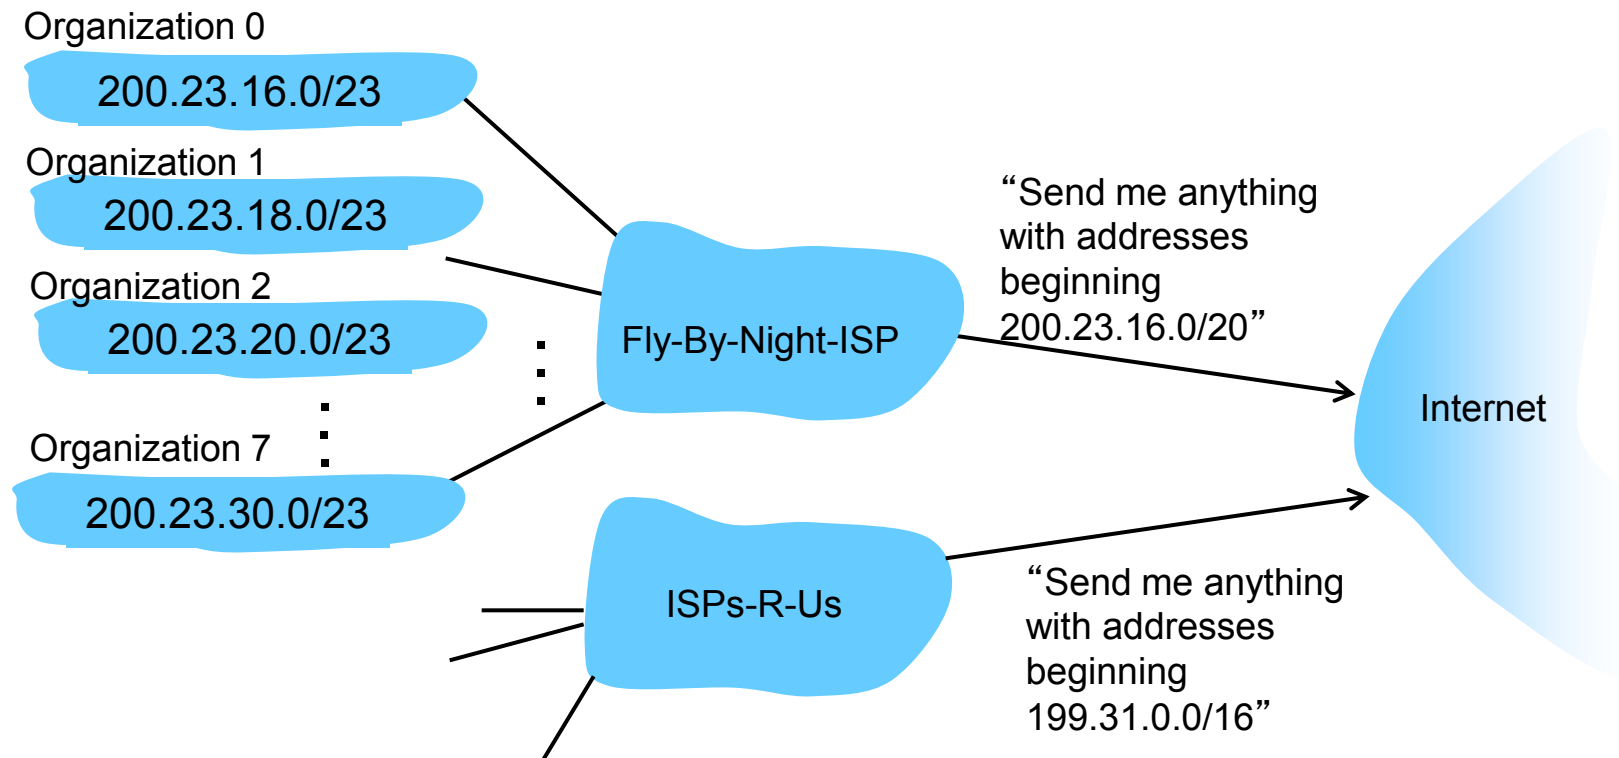 Organization 0
200.23.16.0/23
Organization 1
200.23.18.0/23
Organization 2
200.23.20.0/23
Organization 7
200.23.30.0/23
Fly-By-Night-ISP
“Send me anything
with addresses
beginning
200.23.16.0/20”
Internet
ISPs-R-Us
“Send me anything
with addresses
beginning
199.31.0.0/16”